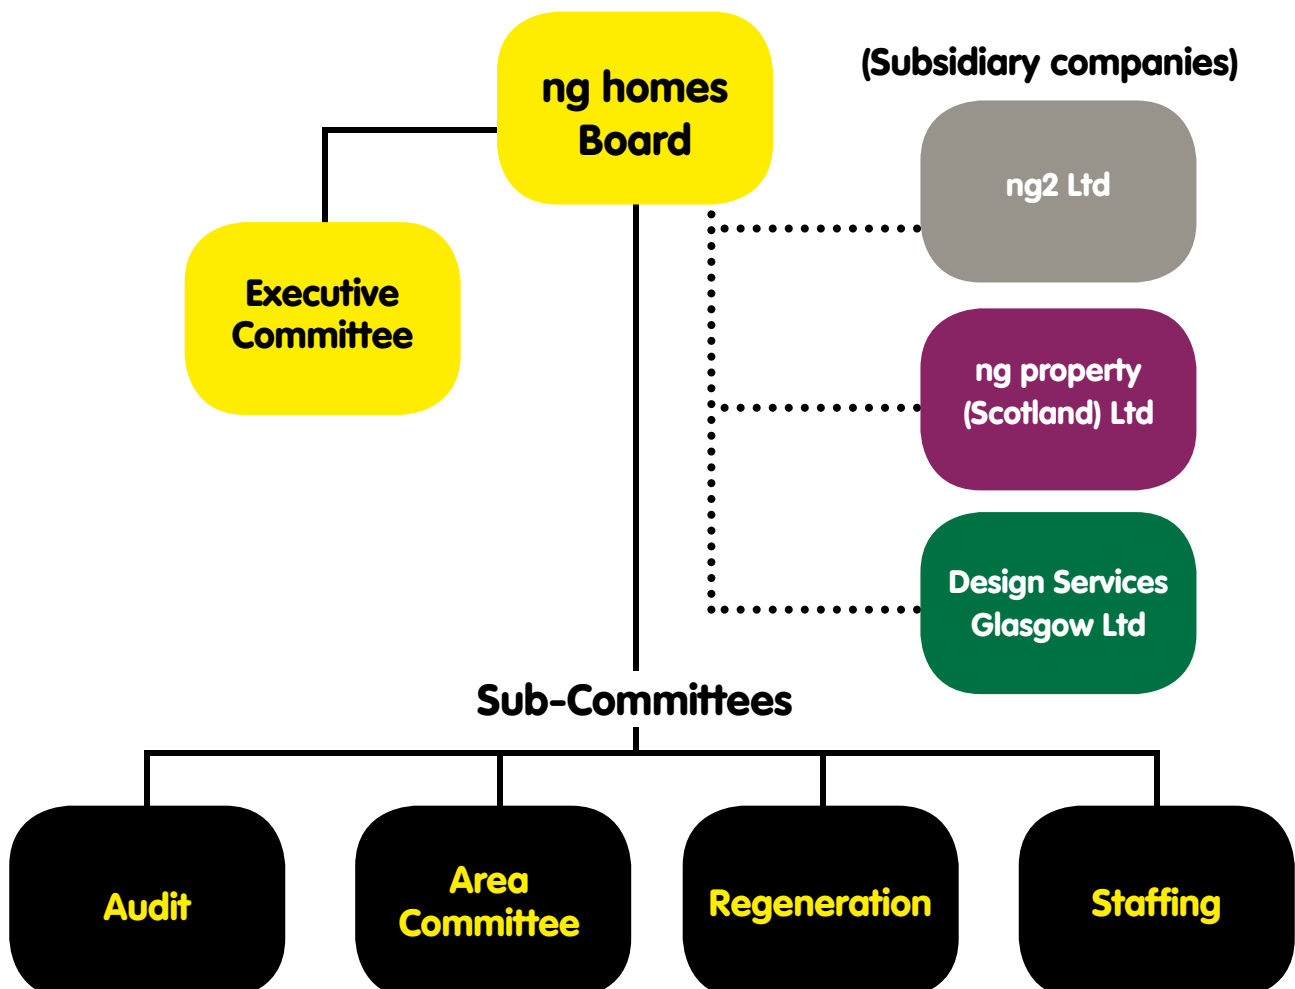 ng homes
Board
(Subsidiary companies)
ng2 Ltd
Executive
Committee
ng property
(Scotland) Ltd
Design Services
Glasgow Ltd
Sub-Committees
Audit
Area
Committee
Regeneration
Staffing